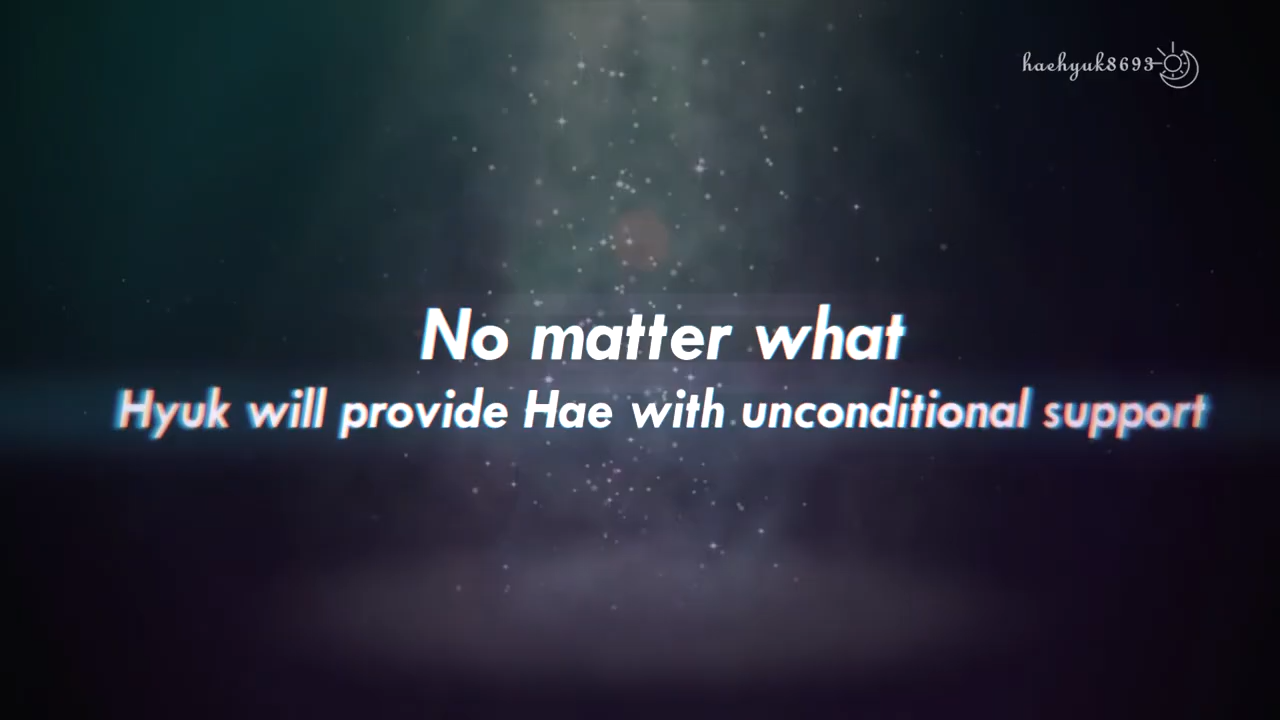 haehyuk8693
No matter what
Hyuk will provide Hae with unconditional support